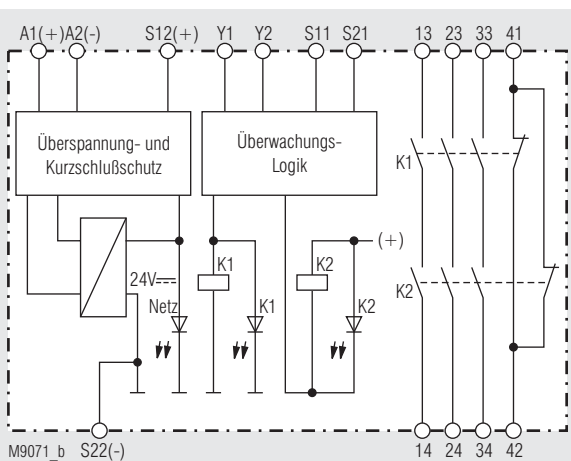 A1(+) A2(-) S12(+) Y1 Y2 S11 S21 13 23 33 41
Überspannung- und
Kurzschlußschutz
Überwachungs-
Logik
K1
(+)
24V
K1
K2
K2
Netz
K1
K2
M9071_b
S22(-)
14 24 34 42